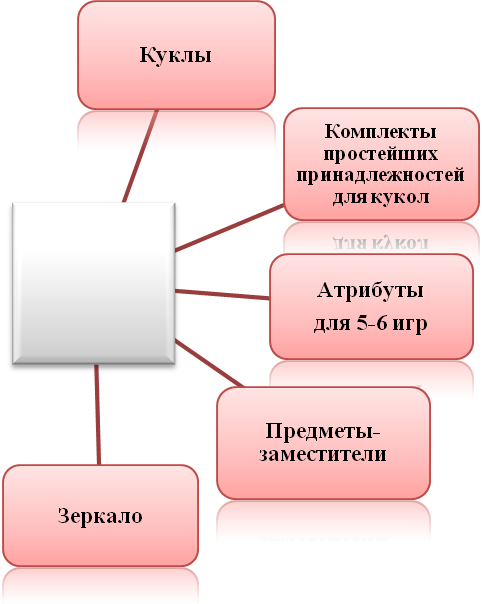 Куклы
Комплекты
простейших
принадлежностей
для кукол
Атрибуты
для 5-6 игр
Предметы-
заместители
Зеркало